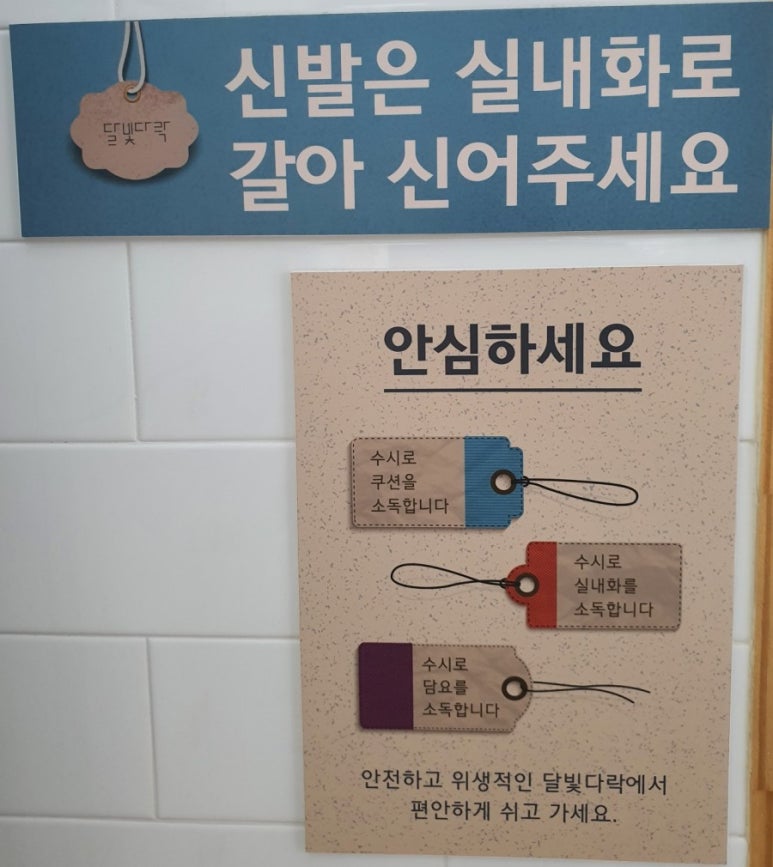 달빛다락
신발은 실내화로
갈아 신어주세요
안심하세요
수시로
쿠션을
소독합니다
수시로
실내화를
소독합니다
수시로
담요를
소독합니다
안전하고 위생적인 달빛다락에서
편안하게 쉬고 가세요.